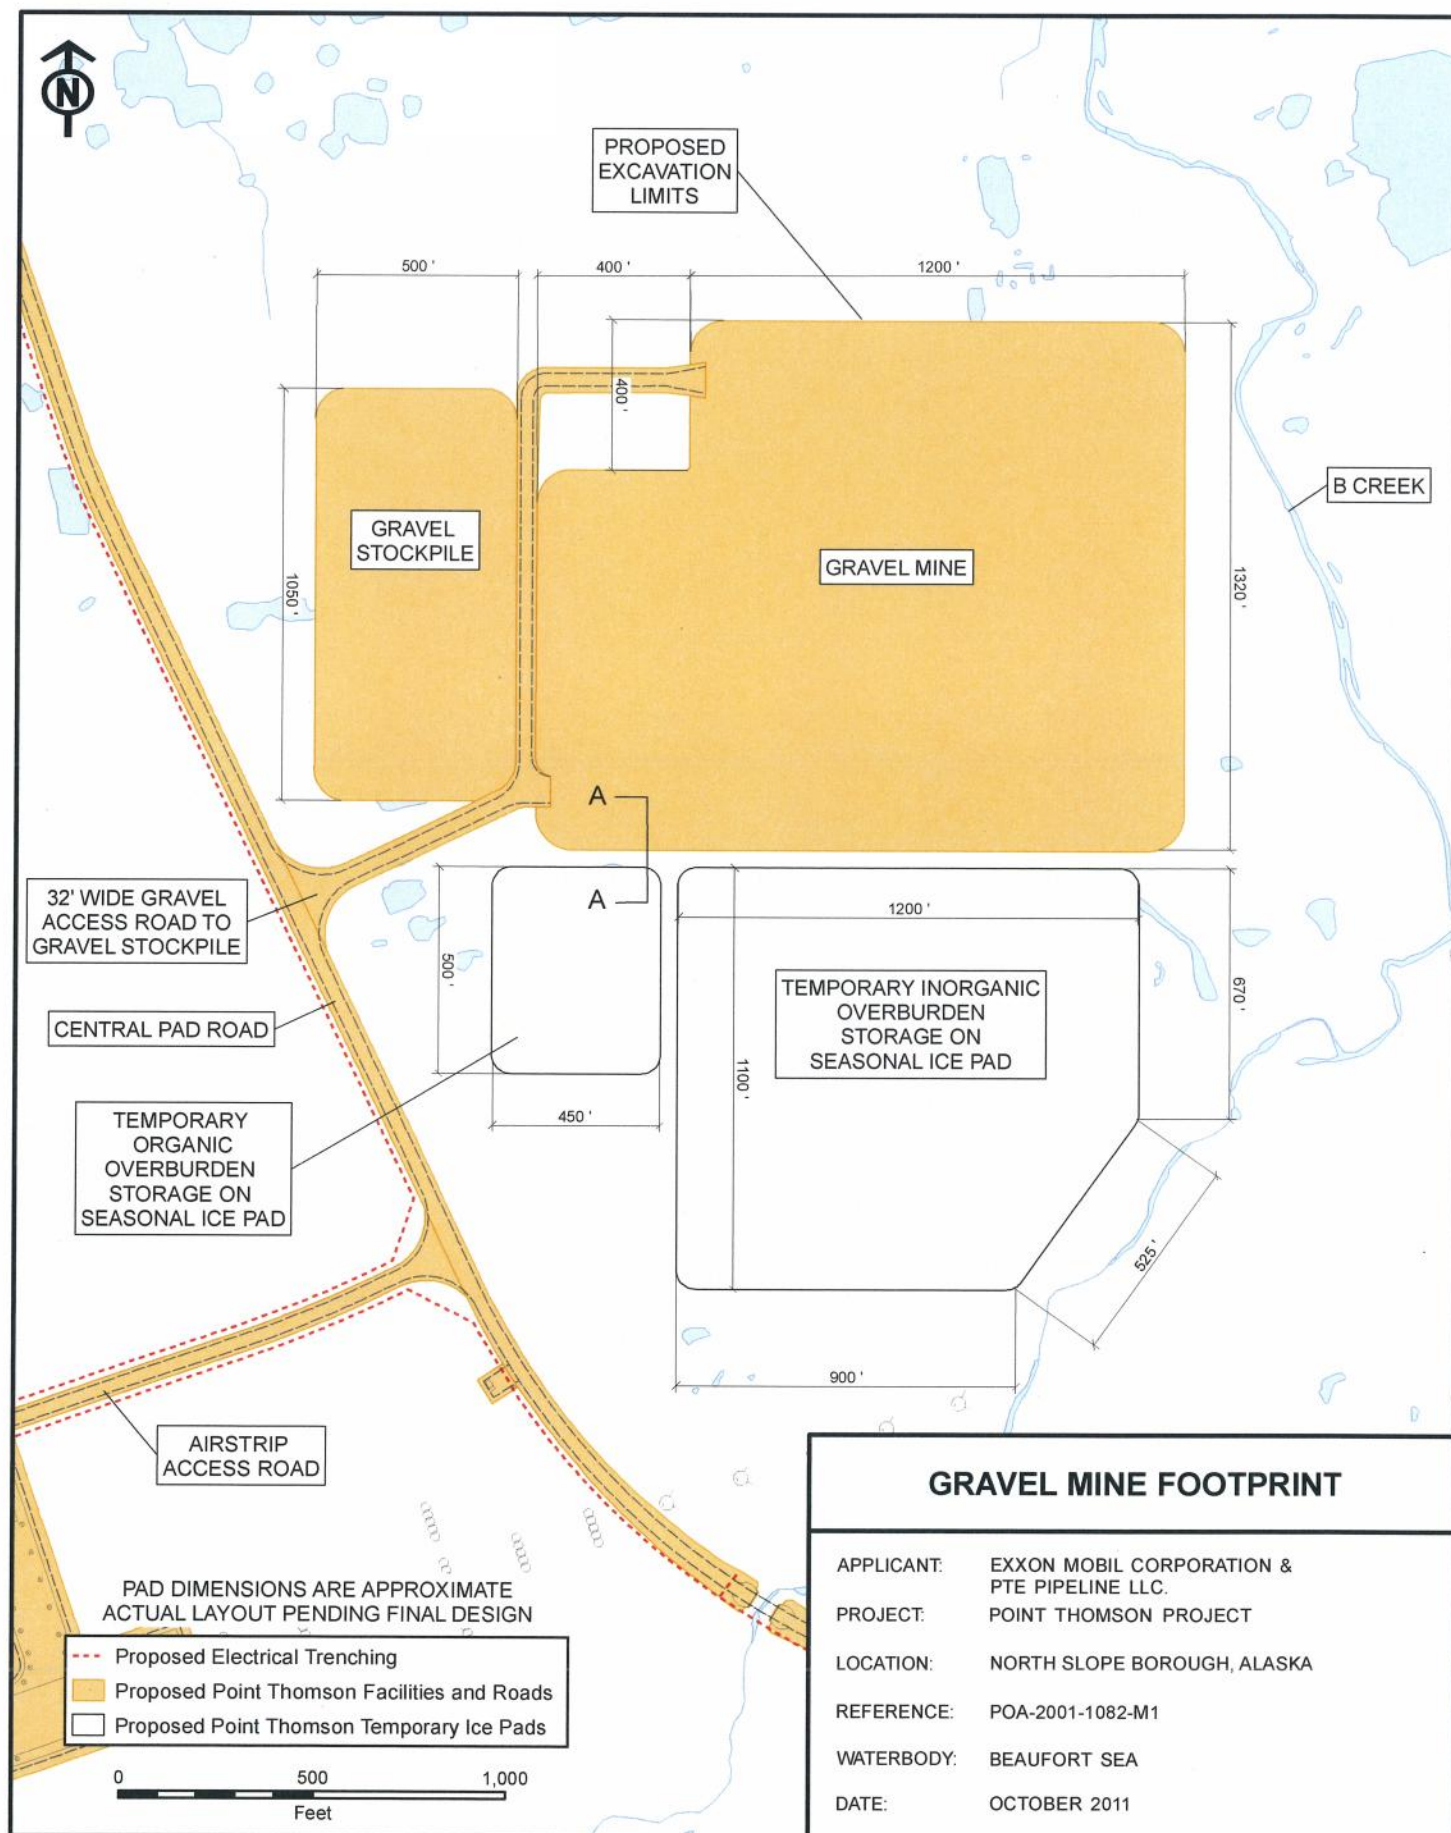 N
PROPOSED
EXCAVATION
LIMITS
500 '
400 '
1200 '
400 '
B CREEK
GRAVEL
STOCKPILE
GRAVEL MINE
1050 '
1320 '
A
A
32' WIDE GRAVEL
ACCESS ROAD TO
GRAVEL STOCKPILE
1200 '
500 '
670 '
TEMPORARY INORGANIC
OVERBURDEN
STORAGE ON
SEASONAL ICE PAD
CENTRAL PAD ROAD
1100 '
450 '
TEMPORARY
ORGANIC
OVERBURDEN
STORAGE ON
SEASONAL ICE PAD
525 '
900 '
AIRSTRIP
ACCESS ROAD
GRAVEL MINE FOOTPRINT
APPLICANT: EXXON MOBIL CORPORATION &
PTE PIPELINE LLC.
PROJECT: POINT THOMSON PROJECT
LOCATION: NORTH SLOPE BOROUGH, ALASKA
REFERENCE: POA-2001-1082-M1
WATERBODY: BEAUFORT SEA
DATE: OCTOBER 2011
PAD DIMENSIONS ARE APPROXIMATE
ACTUAL LAYOUT PENDING FINAL DESIGN
Proposed Electrical Trenching
Proposed Point Thomson Facilities and Roads
Proposed Point Thomson Temporary Ice Pads
0 500 1,000
Feet